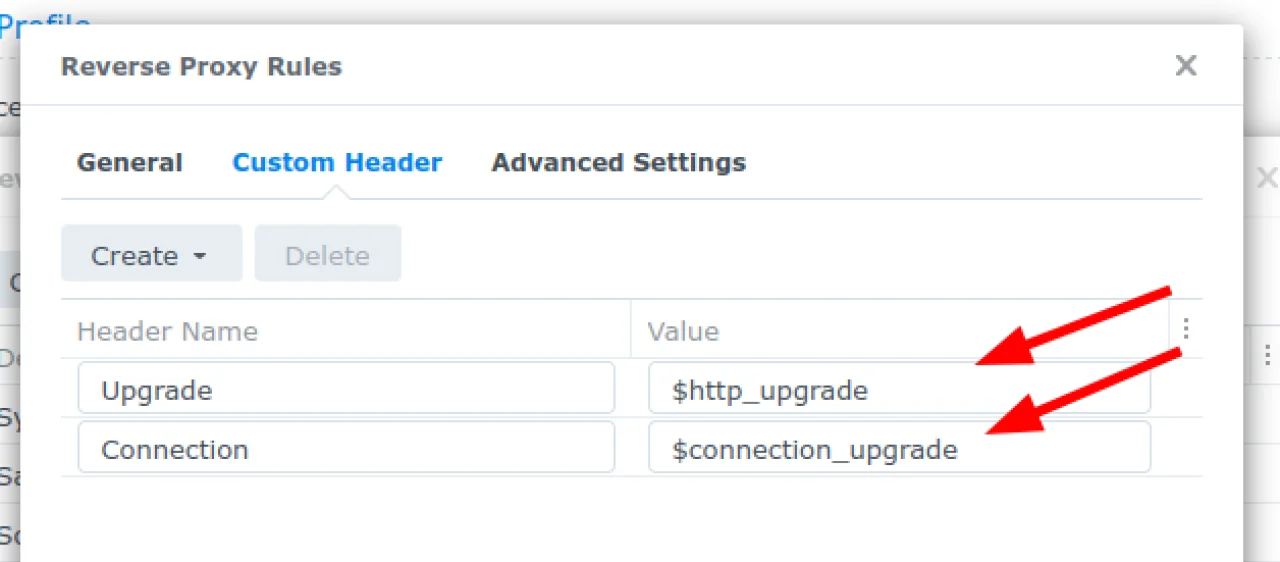 Profile
Reverse Proxy Rules
General Custom Header Advanced Settings
Create Delete
Header Name Value
Upgrade $http_upgrade
Connection $connection_upgrade